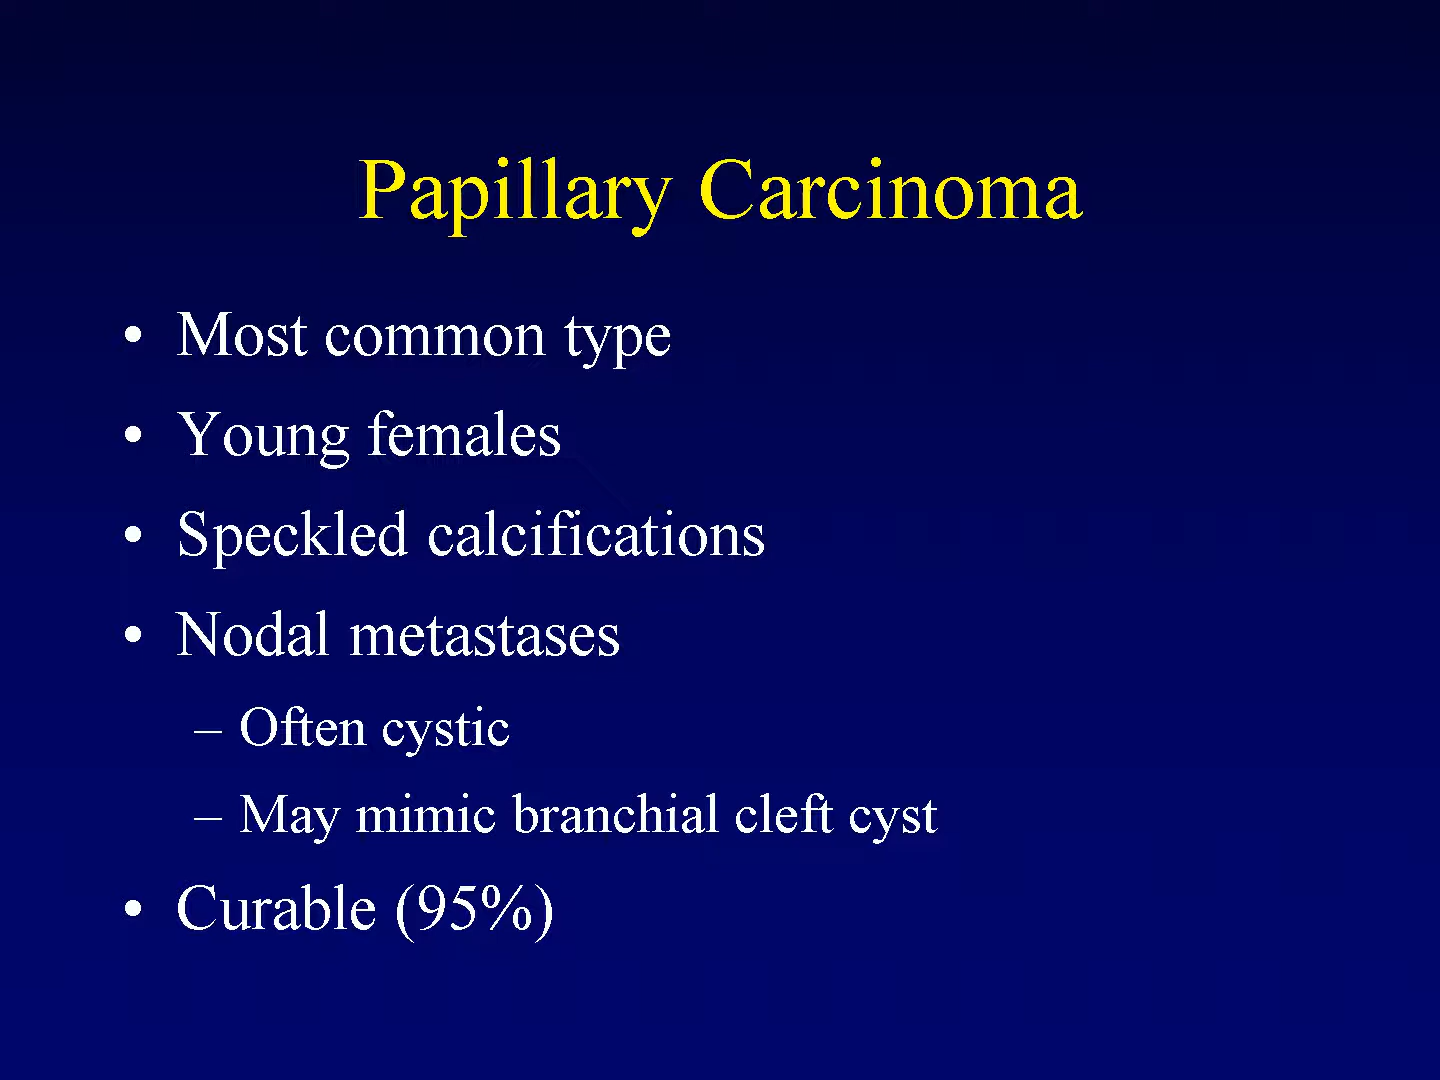 Papillary Carcinoma
• Most common type
• Young females
• Speckled calcifications
• Nodal metastases
– Often cystic
– May mimic branchial cleft cyst
• Curable (95%)